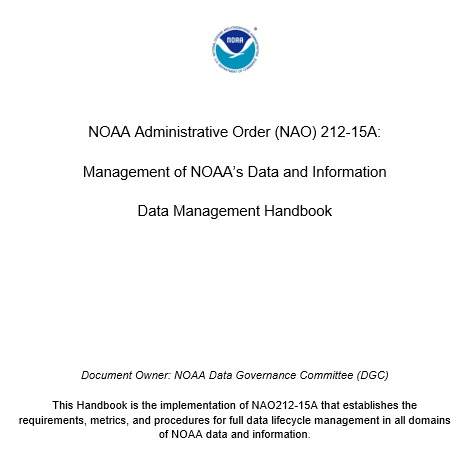 NOAA
NOAA Administrative Order (NAO) 212-15A:
Management of NOAA's Data and Information
Data Management Handbook
Document Owner: NOAA Data Governance Committee (DGC)
This Handbook is the implementation of NAO212-15A that establishes the
requirements, metrics, and procedures for full data lifecycle management in all domains
of NOAA data and information.